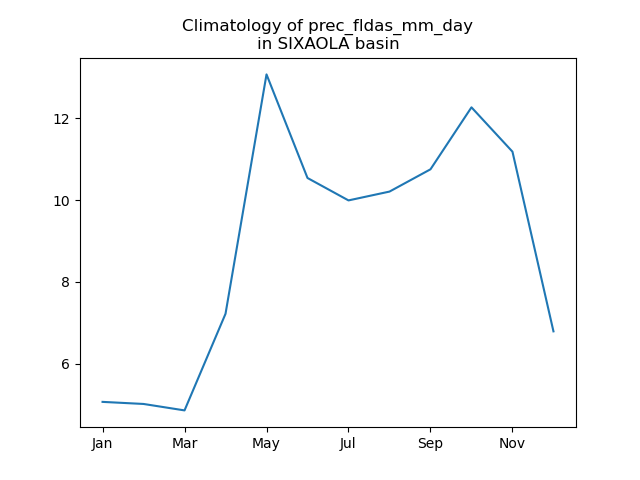 Climatology of prec_fldas_mm_day
in SIXAOLA basin
12
10
8
6
Jan
Mar
May
Jul
Sep
Nov